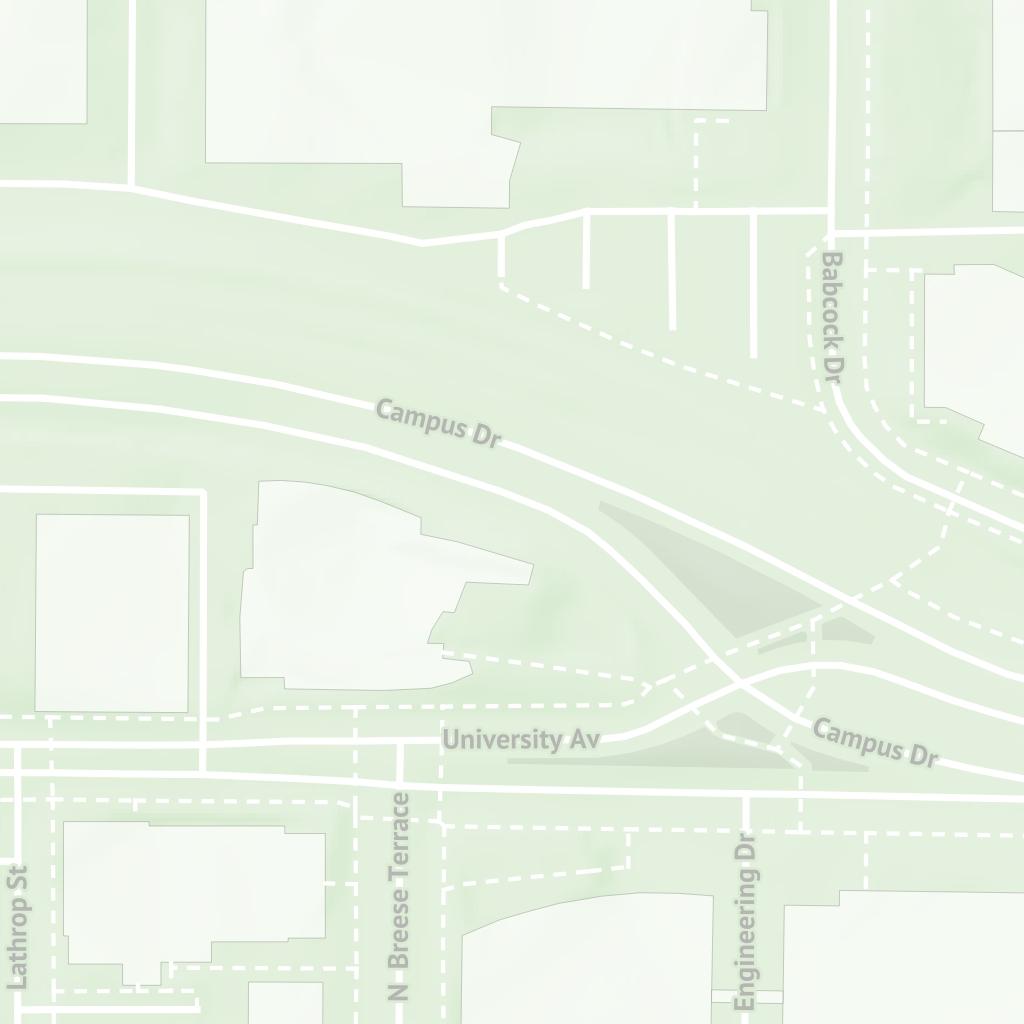 Babcock Dr
Campus Dr
University Av
Campus Dr
N Breese Terrace
Engineering Dr
Lathrop St